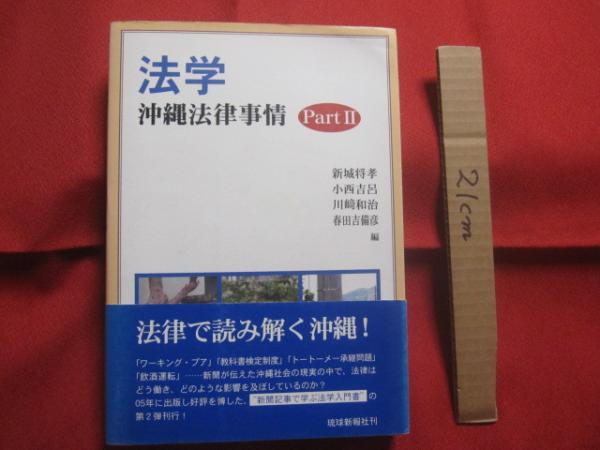 法学
沖縄法律事情 Part II
新城将孝
小西吉呂
川﨑和治
春田吉備彦
編
法律で読み解く沖縄！
「ワーキング・プア」「教科書検定制度」「トートーメー承継問題」
「飲酒運転」……新聞が伝えた沖縄社会の現実の中で、法律は
どう働き、どのような影響を及ぼしているのか？
05年に出版し好評を博した、“新聞記事で学ぶ法学入門書”の
第2弾刊行！
琉球新報社刊
21cm